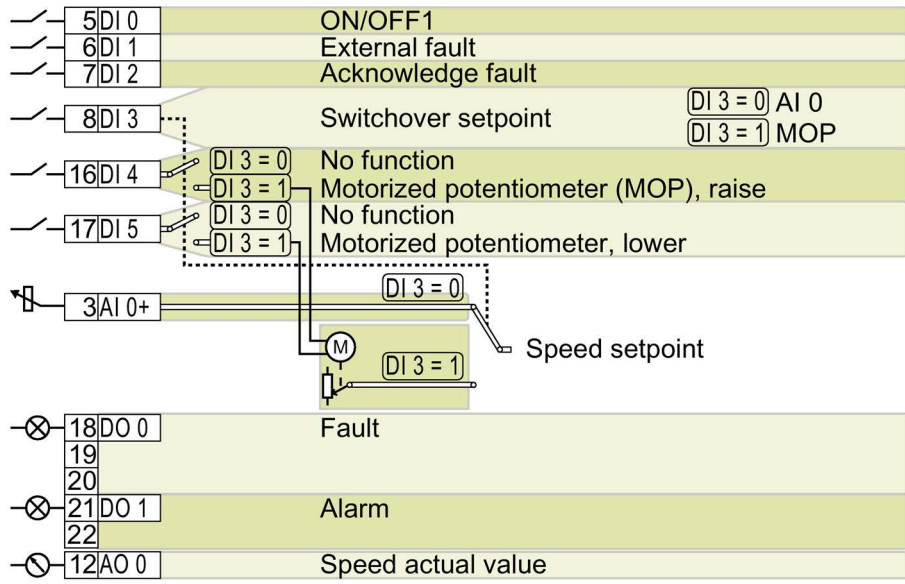 5 DI 0 ON/OFF1
6 DI 1 External fault
7 DI 2 Acknowledge fault
DI 3 = 0 AI 0
8 DI 3 Switchover setpoint
DI 3 = 1 MOP
DI 3 = 0 No function
16 DI 4
DI 3 = 1 Motorized potentiometer (MOP), raise
DI 3 = 0 No function
17 DI 5
DI 3 = 1 Motorized potentiometer, lower
DI 3 = 0
3 AI 0+
M
Speed setpoint
DI 3 = 1
18 DO 0 Fault
19
20
21 DO 1 Alarm
22
12 AO 0 Speed actual value